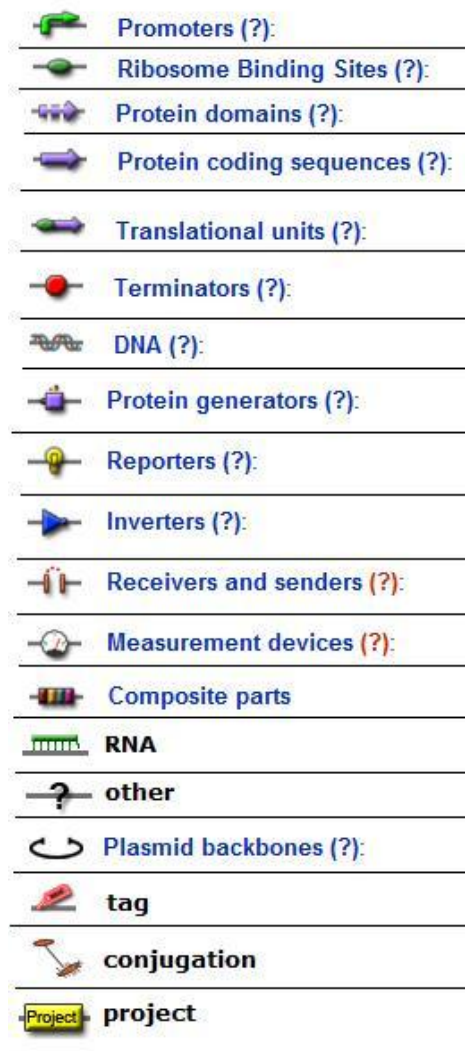 Promoters (?):
Ribosome Binding Sites (?):
Protein domains (?):
Protein coding sequences (?):
Translational units (?):
Terminators (?):
DNA (?):
Protein generators (?):
Reporters (?):
Inverters (?):
Receivers and senders (?):
Measurement devices (?):
Composite parts
RNA
? other
Plasmid backbones (?):
tag
conjugation
Project project